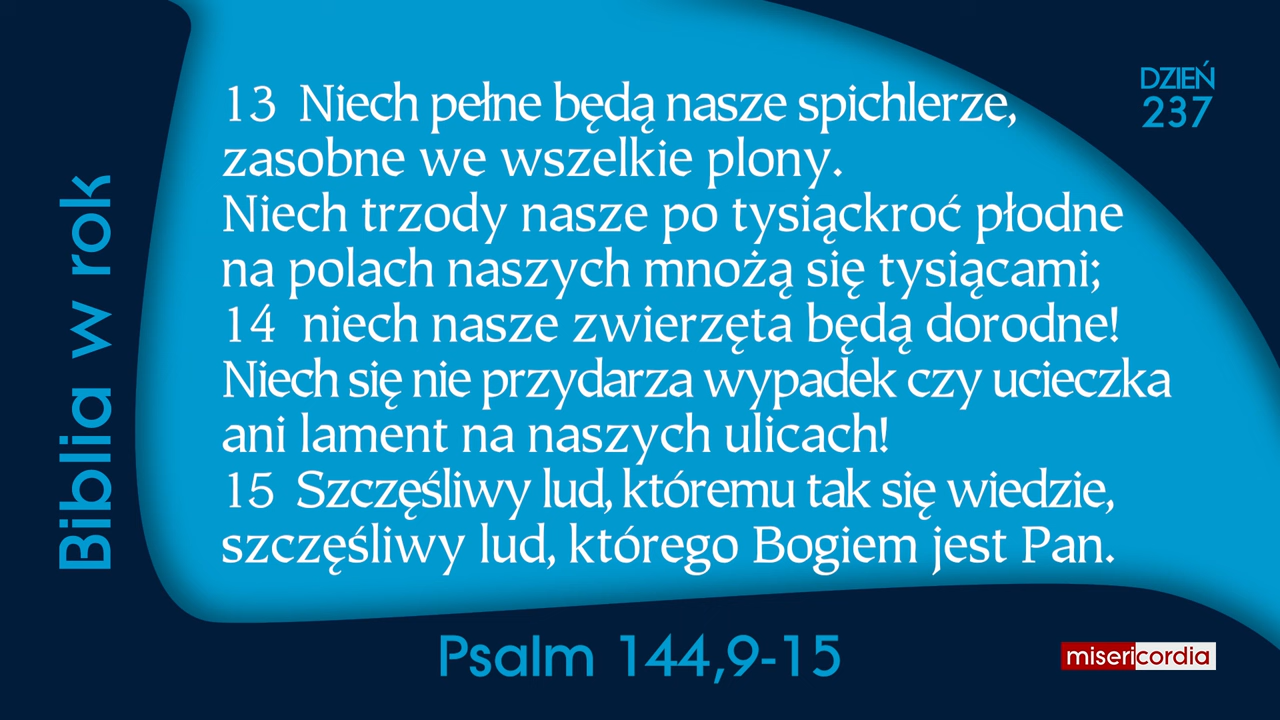 DZIEŃ
237
13 Niech pełne będą nasze spichlerze,
zasobne we wszelkie plony.
Niech trzody nasze po tysiąckroć płodne
na polach naszych mnożą się tysiącami;
14 niech nasze zwierzęta będą dorodne!
Niech się nie przydarza wypadek czy ucieczka
ani lament na naszych ulicach!
15 Szczęśliwy lud, któremu tak się wiedzie,
szczęśliwy lud, którego Bogiem jest Pan.
Biblia w rok
Psalm 144,9-15
misericordia